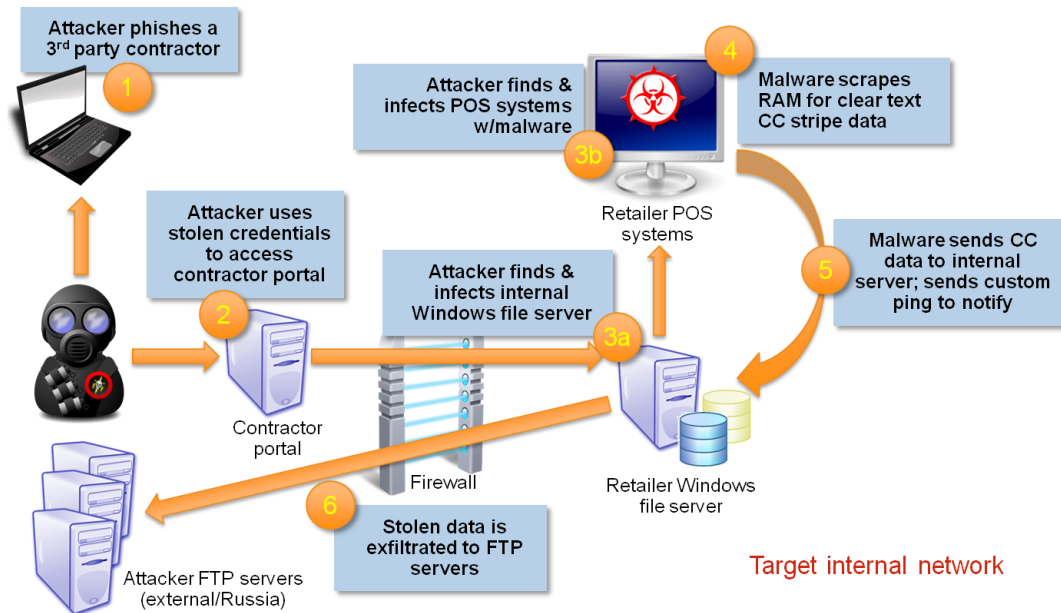 Attacker phishes a
3rd party contractor
1
Attacker uses
stolen credentials
to access
contractor portal
2
Contractor
portal
Attacker finds &
infects internal
Windows file server
3a
Firewall
Attacker finds &
infects POS systems
w/malware
3b
Retailer POS
systems
4
Malware scrapes
RAM for clear text
CC stripe data
5
Malware sends CC
data to internal
server; sends custom
ping to notify
Retailer Windows
file server
6
Stolen data is
exfiltrated to FTP
servers
Attacker FTP servers
(external/Russia)
Target internal network